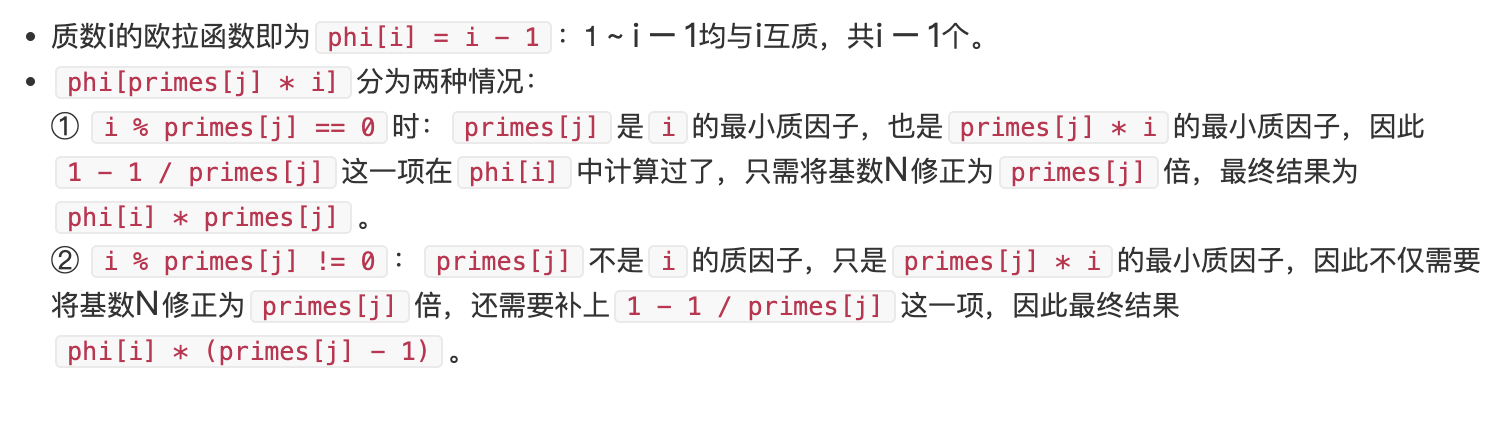 • 质数i的欧拉函数即为 phi[i] = i - 1 ：1 ~ i — 1均与i互质，共i — 1个。
• phi[primes[j] * i] 分为两种情况：
① i % primes[j] == 0 时： primes[j] 是 i 的最小质因子，也是 primes[j] * i 的最小质因子，因此
1 - 1 / primes[j] 这一项在 phi[i] 中计算过了，只需将基数N修正为 primes[j] 倍，最终结果为
phi[i] * primes[j] 。
② i % primes[j] != 0 ： primes[j] 不是 i 的质因子，只是 primes[j] * i 的最小质因子，因此不仅需要
将基数N修正为 primes[j] 倍，还需要补上 1 - 1 / primes[j] 这一项，因此最终结果
phi[i] * (primes[j] - 1) 。